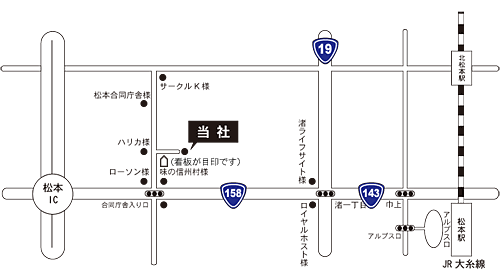 19
北松本駅
サークルK様
松本合同庁舎様
当社
ハリカ様
(看板が目印です)
渚ライフサイト様
ローソン様
味の信州村様
松本
IC
158
143
合同庁舎入り口
ロイヤルホスト様
渚一丁目
巾上
アルプス口
アルプス口
松本駅
JR大糸線